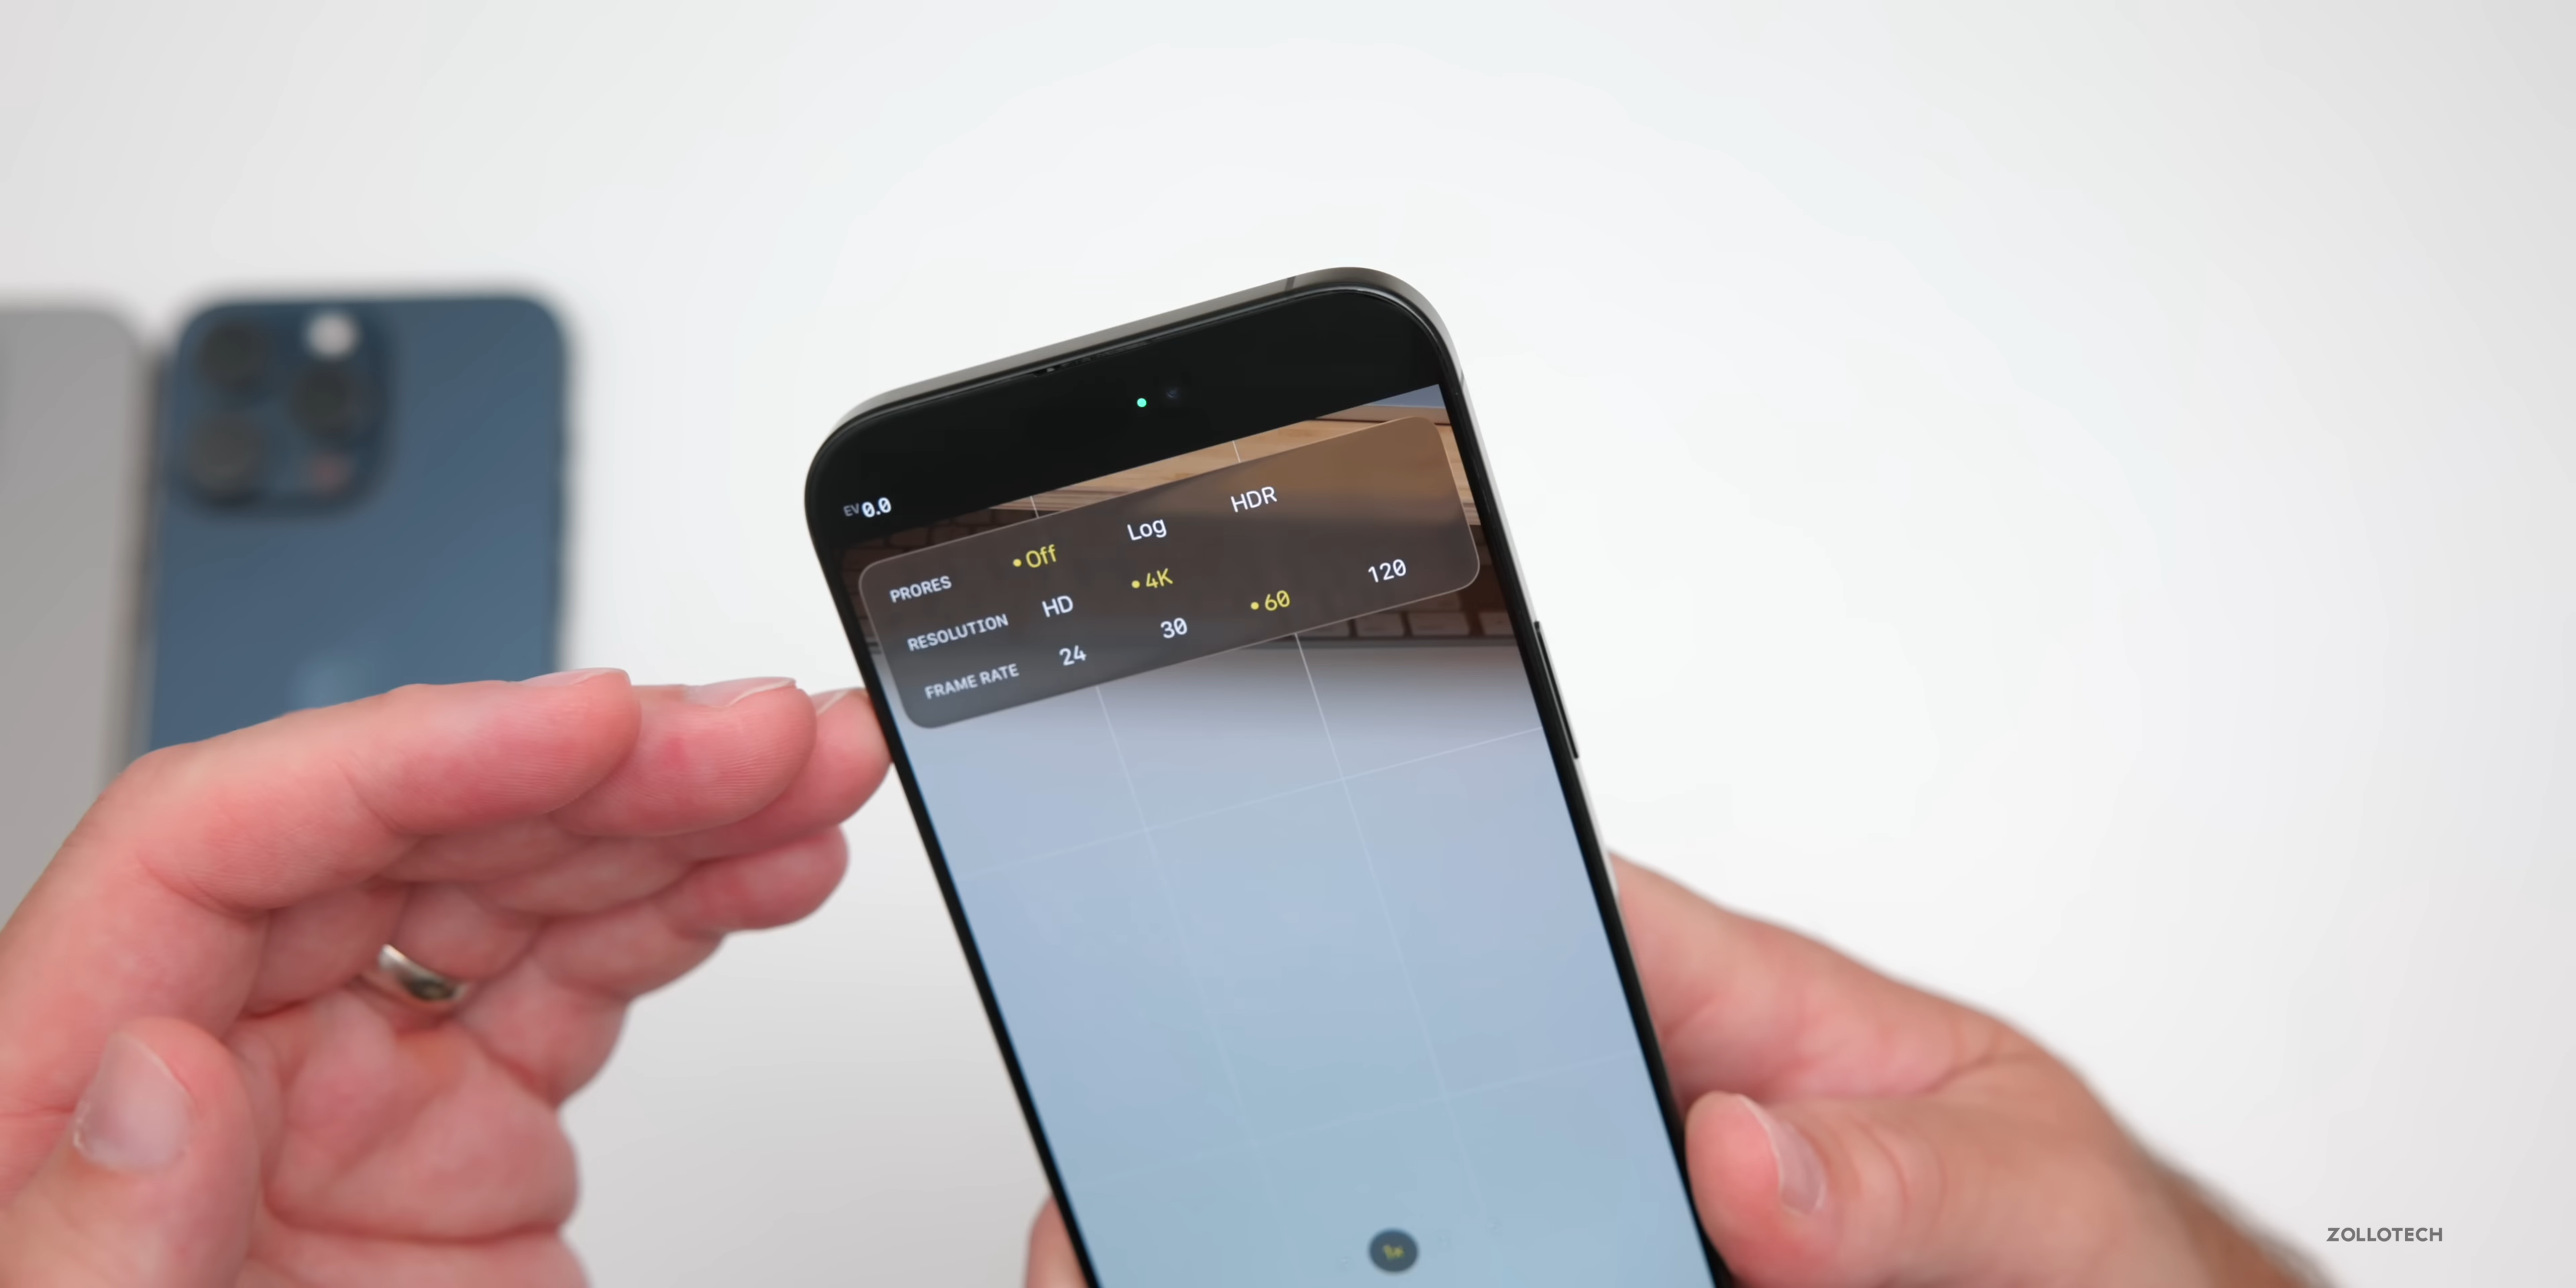 EV 0.0
PRORES • Off Log HDR
RESOLUTION HD • 4K
FRAME RATE 24 30 • 60 120
ZOLLOTECH